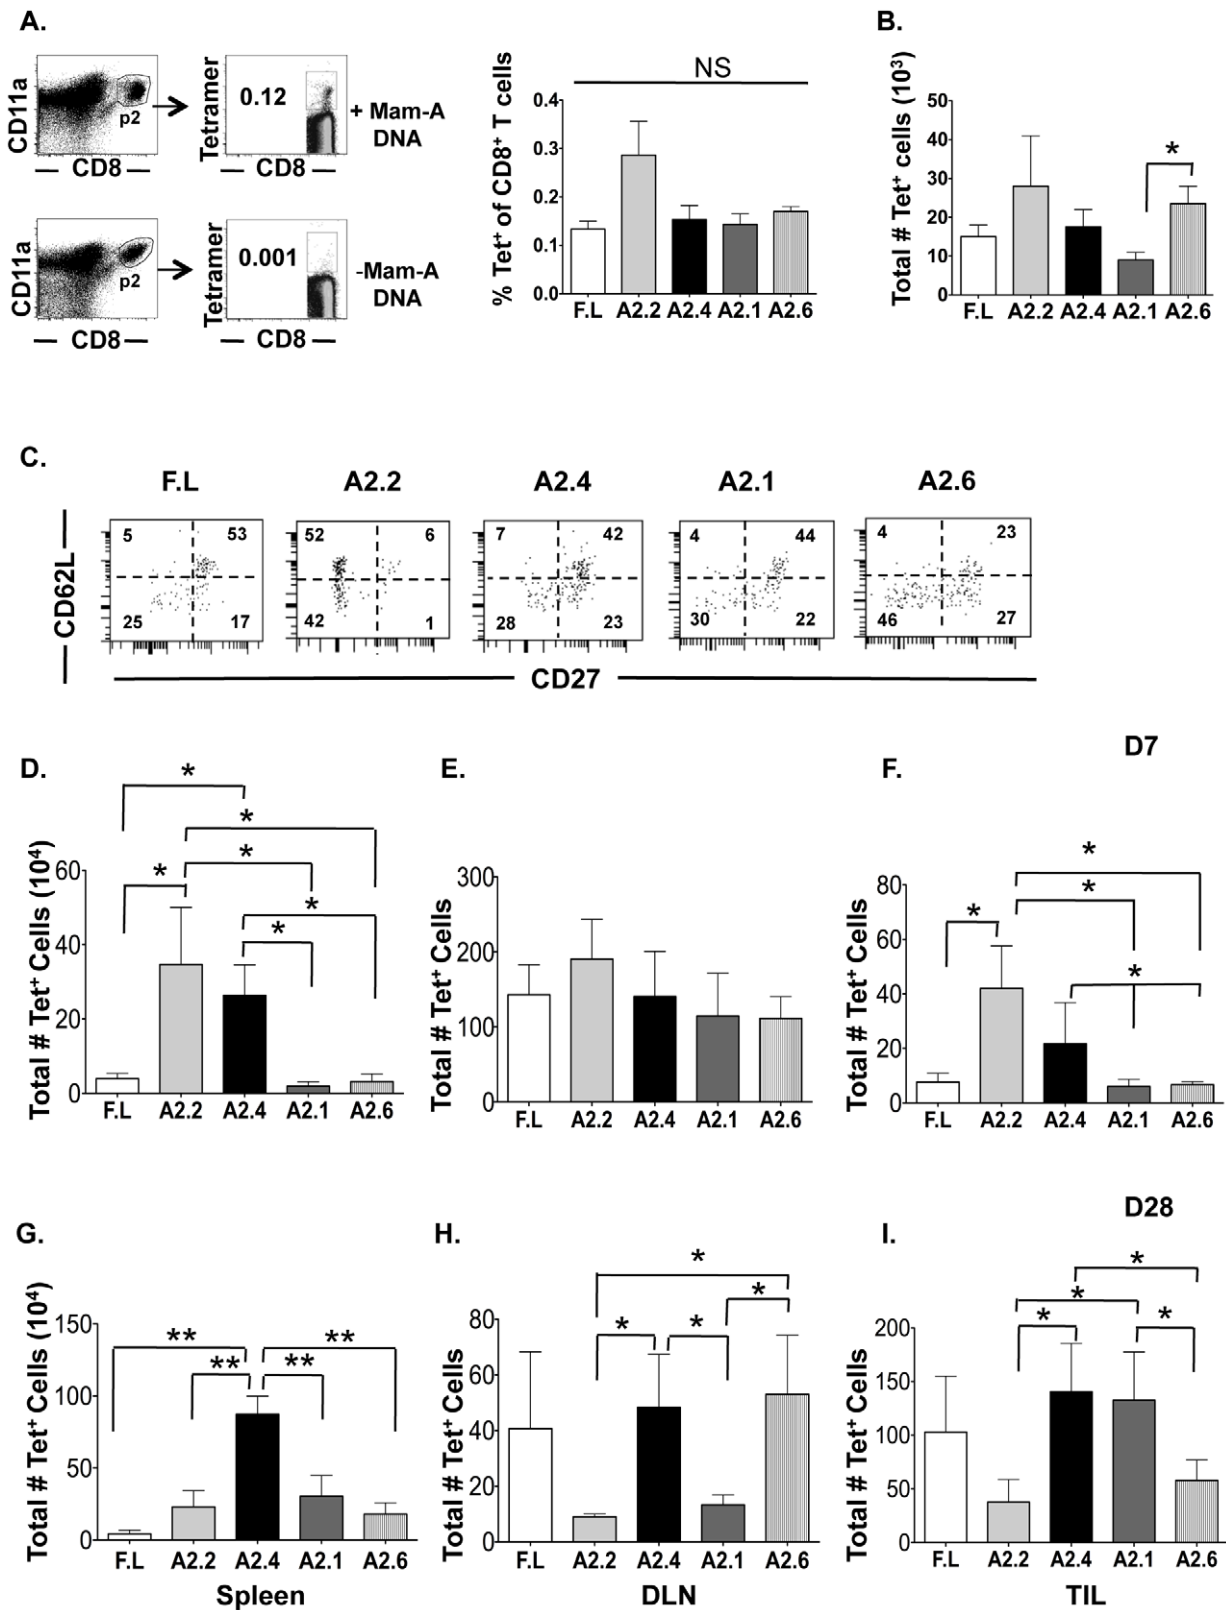 A.
CD11a
p2
CD8
Tetramer
0.12
CD8
+ Mam-A
DNA
CD11a
p2
CD8
Tetramer
0.001
CD8
-Mam-A
DNA
NS
% Tet+ of CD8+ T cells
0.4
0.3
0.2
0.1
0.0
F.L A2.2 A2.4 A2.1 A2.6
B.
Total # Tet+ cells (10³)
50
40
30
20
10
0
*
F.L A2.2 A2.4 A2.1 A2.6
C.
F.L A2.2 A2.4 A2.1 A2.6
CD62L
5 53
25 17
52 6
42 1
7 42
28 23
4 44
30 22
4 23
46 27
CD27
D7
D.
Total # Tet+ Cells (10⁴)
60
40
20
0
*
*
*
*
*
*
F.L A2.2 A2.4 A2.1 A2.6
E.
Total # Tet+ Cells
300
200
100
0
F.L A2.2 A2.4 A2.1 A2.6
F.
Total # Tet+ Cells
80
60
40
20
0
*
*
*
*
F.L A2.2 A2.4 A2.1 A2.6
D28
G.
Total # Tet+ Cells (10⁴)
150
100
50
0
** **
** **
F.L A2.2 A2.4 A2.1 A2.6
Spleen
H.
Total # Tet+ Cells
80
60
40
20
0
*
*
* *
F.L A2.2 A2.4 A2.1 A2.6
DLN
I.
Total # Tet+ Cells
200
150
100
50
0
*
*
* *
F.L A2.2 A2.4 A2.1 A2.6
TIL